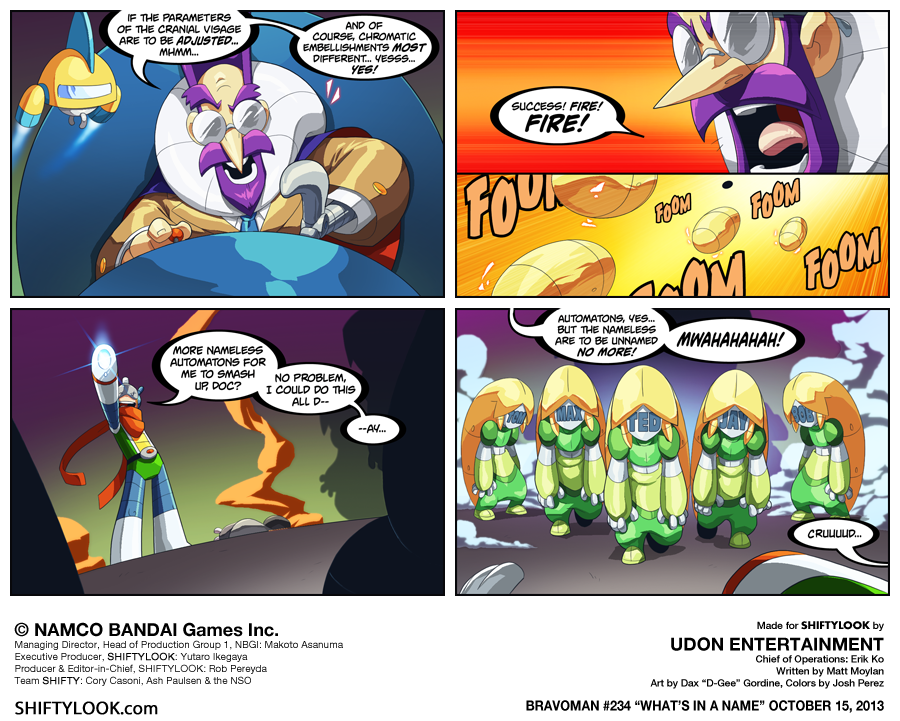 IF THE PARAMETERS
OF THE CRANIAL VISAGE
ARE TO BE ADJUSTED...
MHMM...
AND OF
COURSE, CHROMATIC
EMBELLISHMENTS MOST
DIFFERENT... YESSS...
YES!
SUCCESS! FIRE!
FIRE!
FOOM
FOOM
FOOM
FOOM
FOOM
MORE NAMELESS
AUTOMATONS FOR
ME TO SMASH
UP, DOC?
NO PROBLEM,
I COULD DO THIS
ALL D--
--AY...
AUTOMATONS, YES...
BUT THE NAMELESS
ARE TO BE UNNAMED
NO MORE!
MWAHAHAHAH!
MAX
TED
JAY
BOB
CRUUUUD...
© NAMCO BANDAI Games Inc.
Managing Director, Head of Production Group 1, NBGI: Makoto Asanuma
Executive Producer, SHIFTYLOOK: Yutaro Ikegaya
Producer & Editor-in-Chief, SHIFTYLOOK: Rob Pereyda
Team SHIFTY: Cory Casoni, Ash Paulsen & the NSO
SHIFTYLOOK.com
Made for SHIFTYLOOK by
UDON ENTERTAINMENT
Chief of Operations: Erik Ko
Written by Matt Moylan
Art by Dax “D-Gee” Gordine, Colors by Josh Perez
BRAVOMAN #234 “WHAT’S IN A NAME” OCTOBER 15, 2013